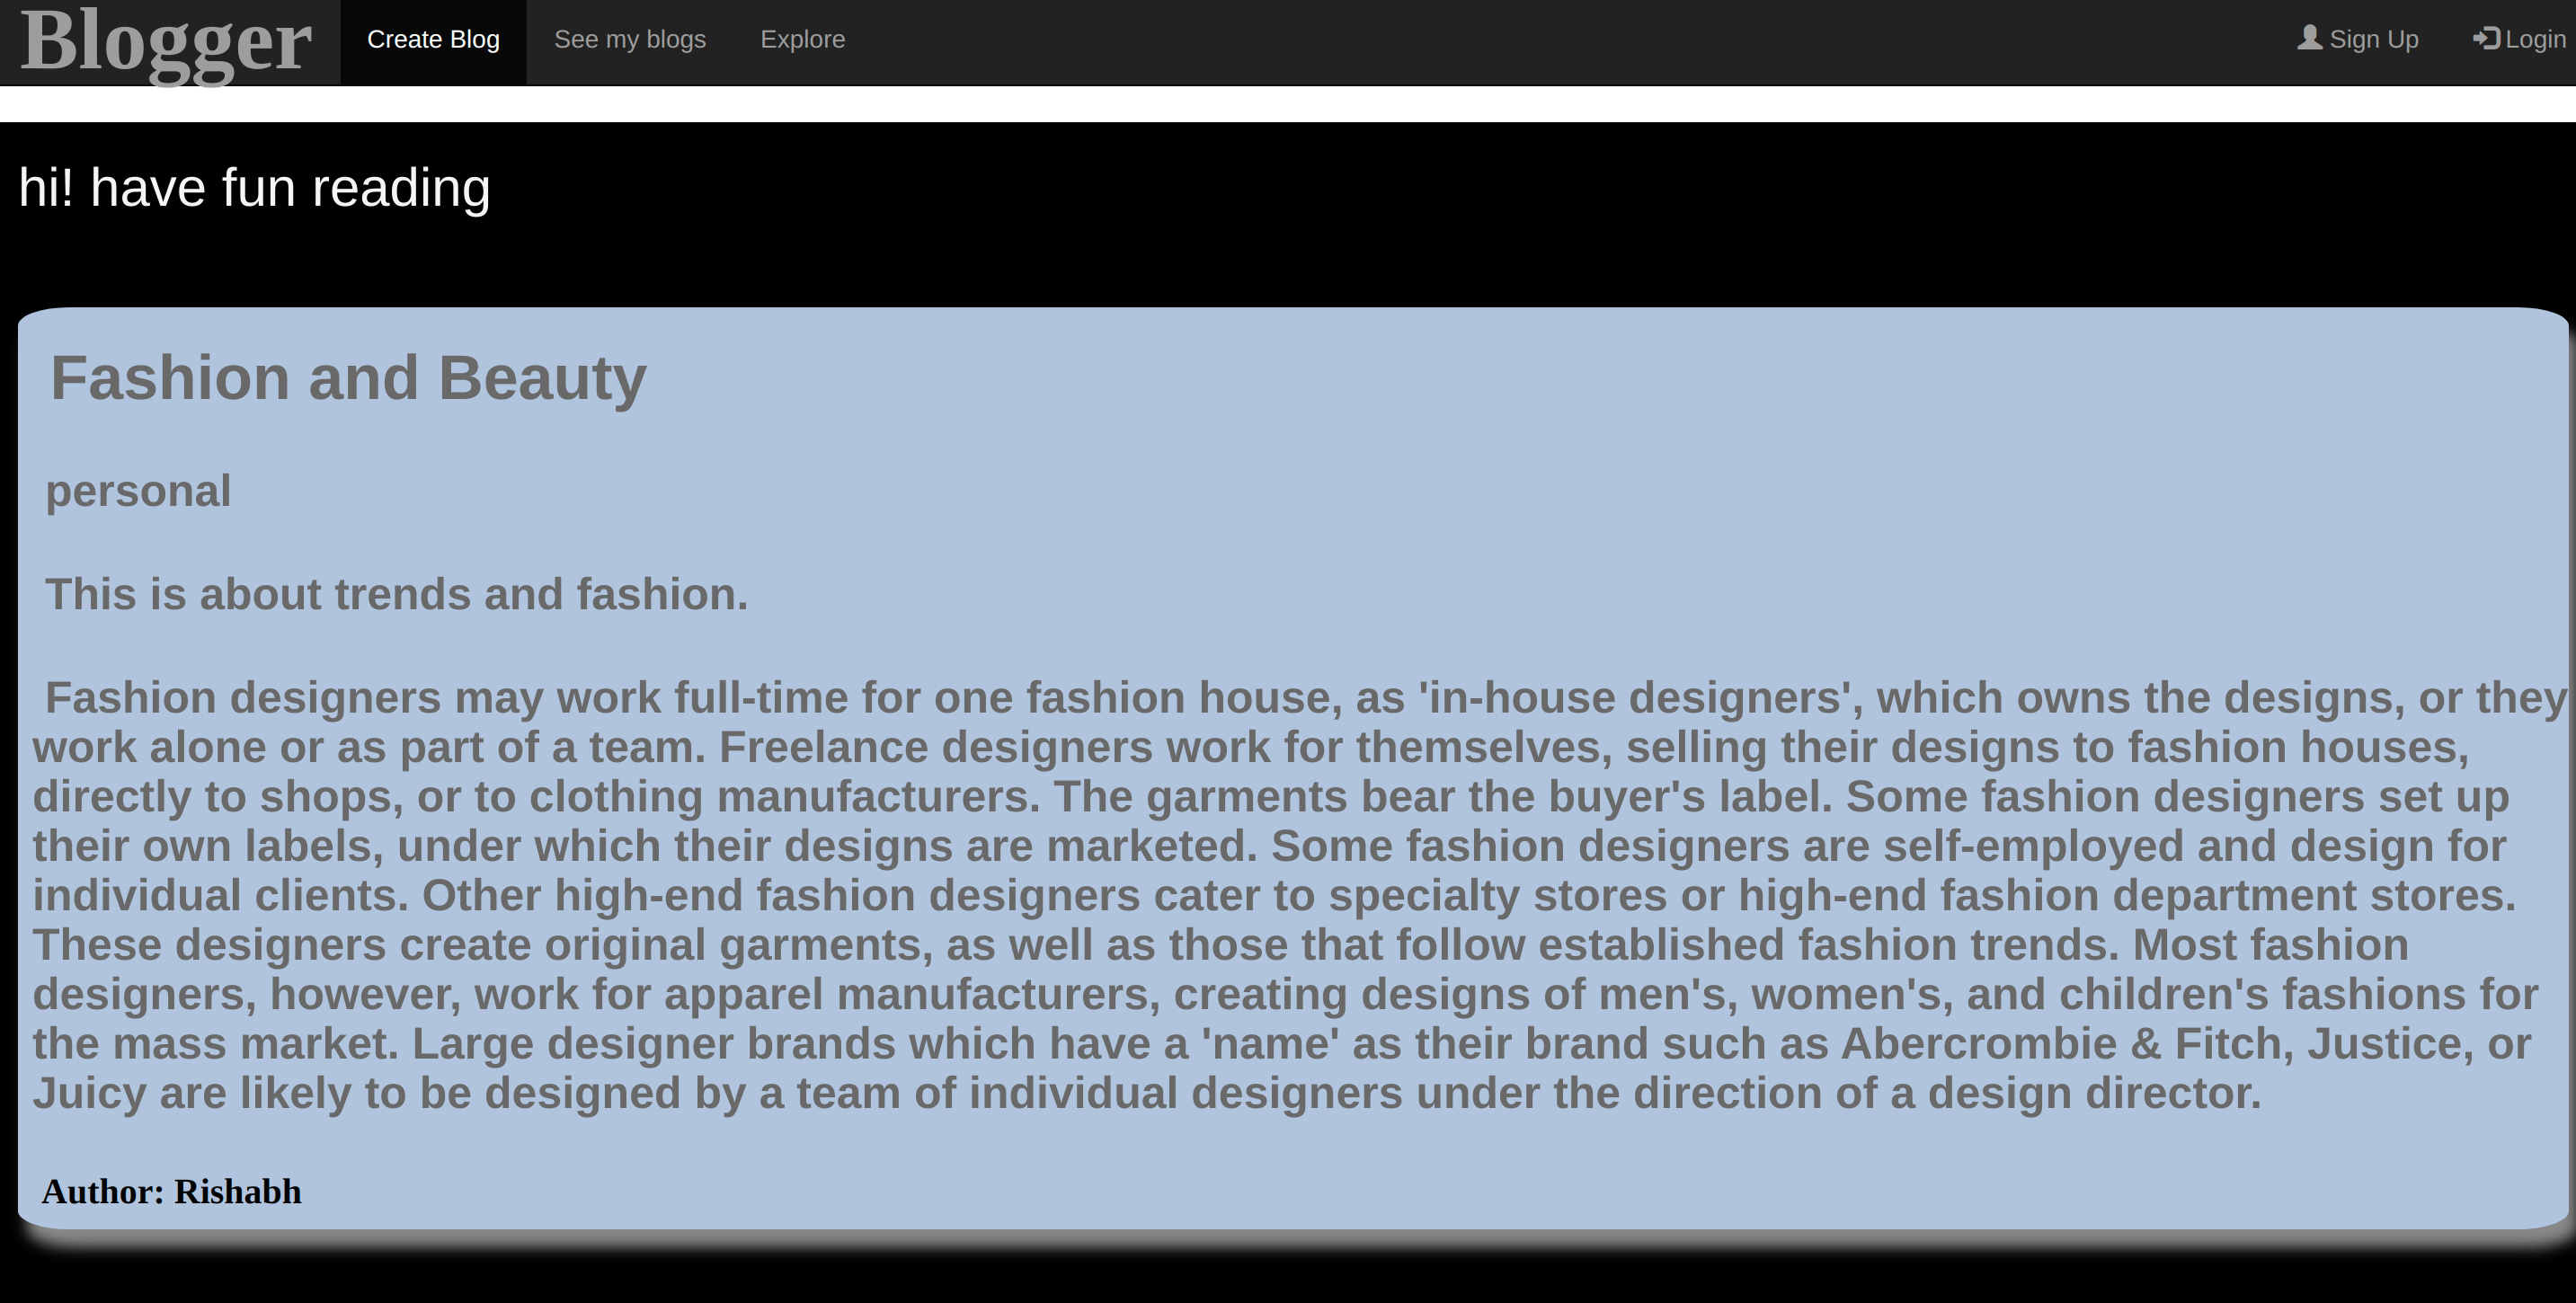 Blogger Create Blog See my blogs Explore Sign Up Login
hi! have fun reading
Fashion and Beauty
personal
This is about trends and fashion.
Fashion designers may work full-time for one fashion house, as 'in-house designers', which owns the designs, or they
work alone or as part of a team. Freelance designers work for themselves, selling their designs to fashion houses,
directly to shops, or to clothing manufacturers. The garments bear the buyer's label. Some fashion designers set up
their own labels, under which their designs are marketed. Some fashion designers are self-employed and design for
individual clients. Other high-end fashion designers cater to specialty stores or high-end fashion department stores.
These designers create original garments, as well as those that follow established fashion trends. Most fashion
designers, however, work for apparel manufacturers, creating designs of men's, women's, and children's fashions for
the mass market. Large designer brands which have a 'name' as their brand such as Abercrombie & Fitch, Justice, or
Juicy are likely to be designed by a team of individual designers under the direction of a design director.
Author: Rishabh